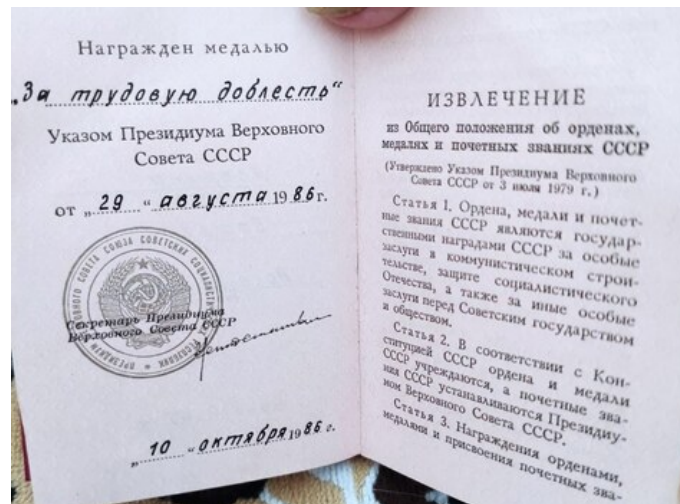 Награжден медалью
„За трудовую доблесть“
Указом Президиума Верховного
Совета СССР
от „29“ августа 1986 г.
Секретарь Президиума
Верховного Совета СССР
„10“ октября 1986 г.
ИЗВЛЕЧЕНИЕ
из Общего положения об орденах,
медалях и почетных званиях СССР
(Утверждено Указом Президиума Верховного
Совета СССР от 3 июля 1979 г.)
Статья 1. Ордена, медали и почет-
ные звания СССР являются государ-
ственными наградами СССР за особые
заслуги в коммунистическом строи-
тельстве, защите социалистического
Отечества, а также за иные особые
заслуги перед Советским государством
и обществом.
Статья 2. В соответствии с Кон-
ституцией СССР ордена и медали
СССР учреждаются, а почетные зва-
ния СССР устанавливаются Президиу-
мом Верховного Совета СССР.
Статья 3. Награждения орденами,
медалями и присвоения почетных зва-